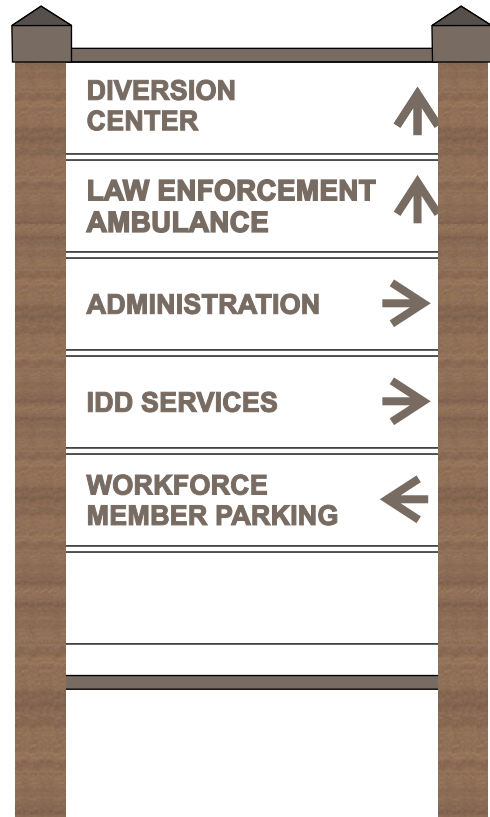 DIVERSION
CENTER
LAW ENFORCEMENT
AMBULANCE
ADMINISTRATION
IDD SERVICES
WORKFORCE
MEMBER PARKING